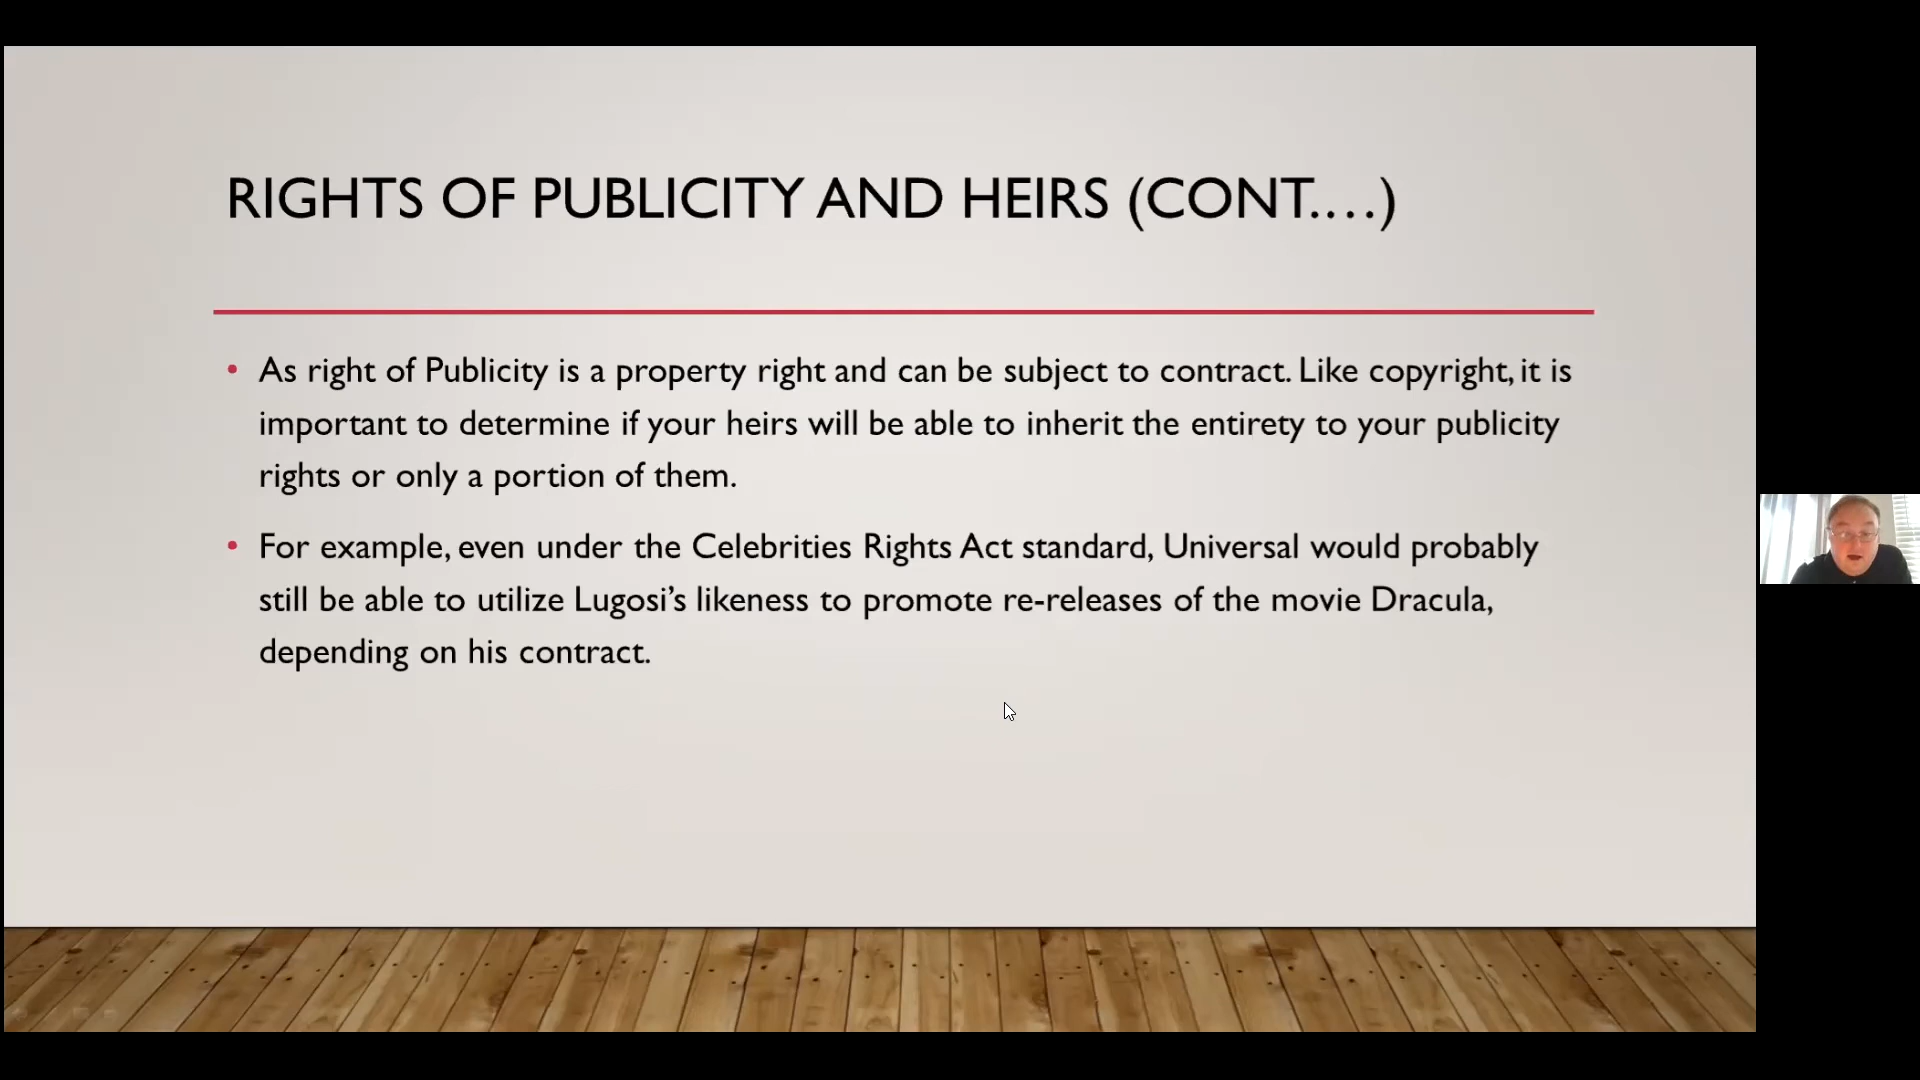 RIGHTS OF PUBLICITY AND HEIRS (CONT.…)
• As right of Publicity is a property right and can be subject to contract. Like copyright, it is
important to determine if your heirs will be able to inherit the entirety to your publicity
rights or only a portion of them.
• For example, even under the Celebrities Rights Act standard, Universal would probably
still be able to utilize Lugosi’s likeness to promote re-releases of the movie Dracula,
depending on his contract.